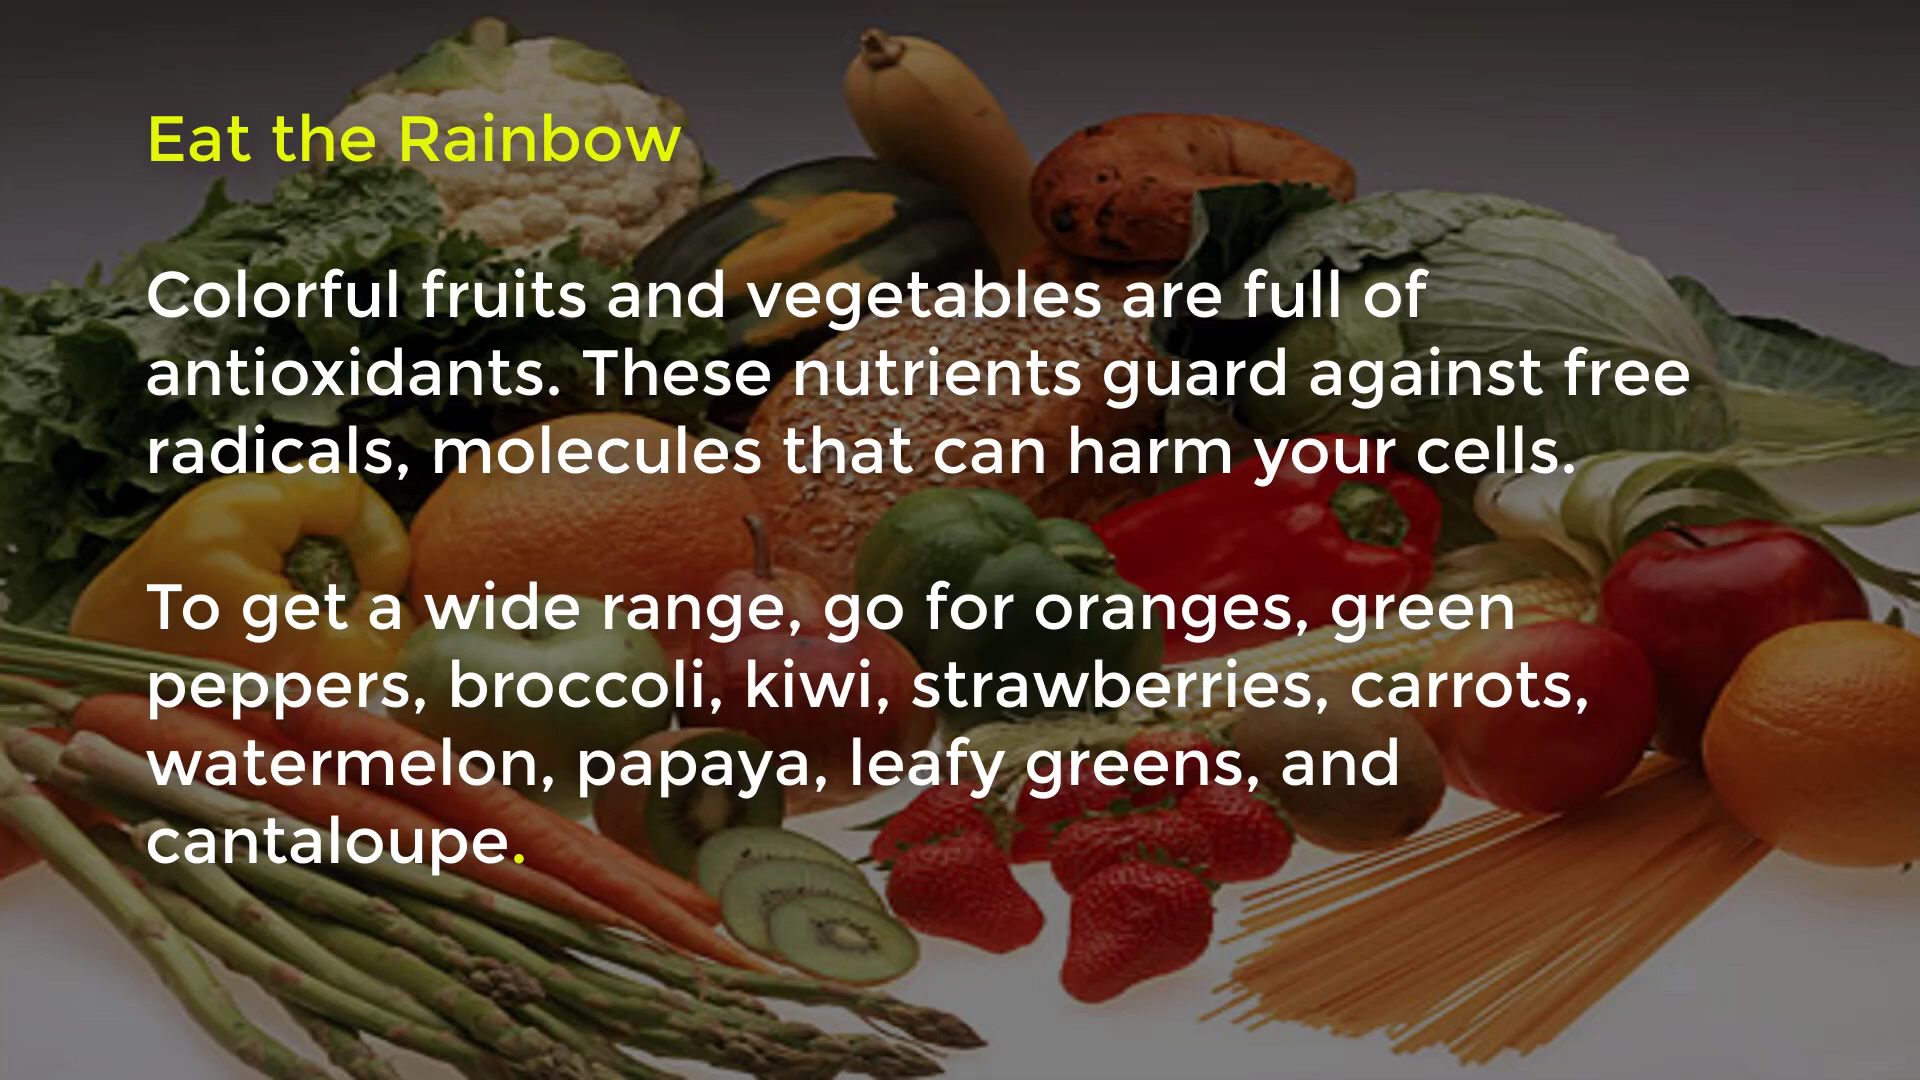 Eat the Rainbow
Colorful fruits and vegetables are full of
antioxidants. These nutrients guard against free
radicals, molecules that can harm your cells.
To get a wide range, go for oranges, green
peppers, broccoli, kiwi, strawberries, carrots,
watermelon, papaya, leafy greens, and
cantaloupe.